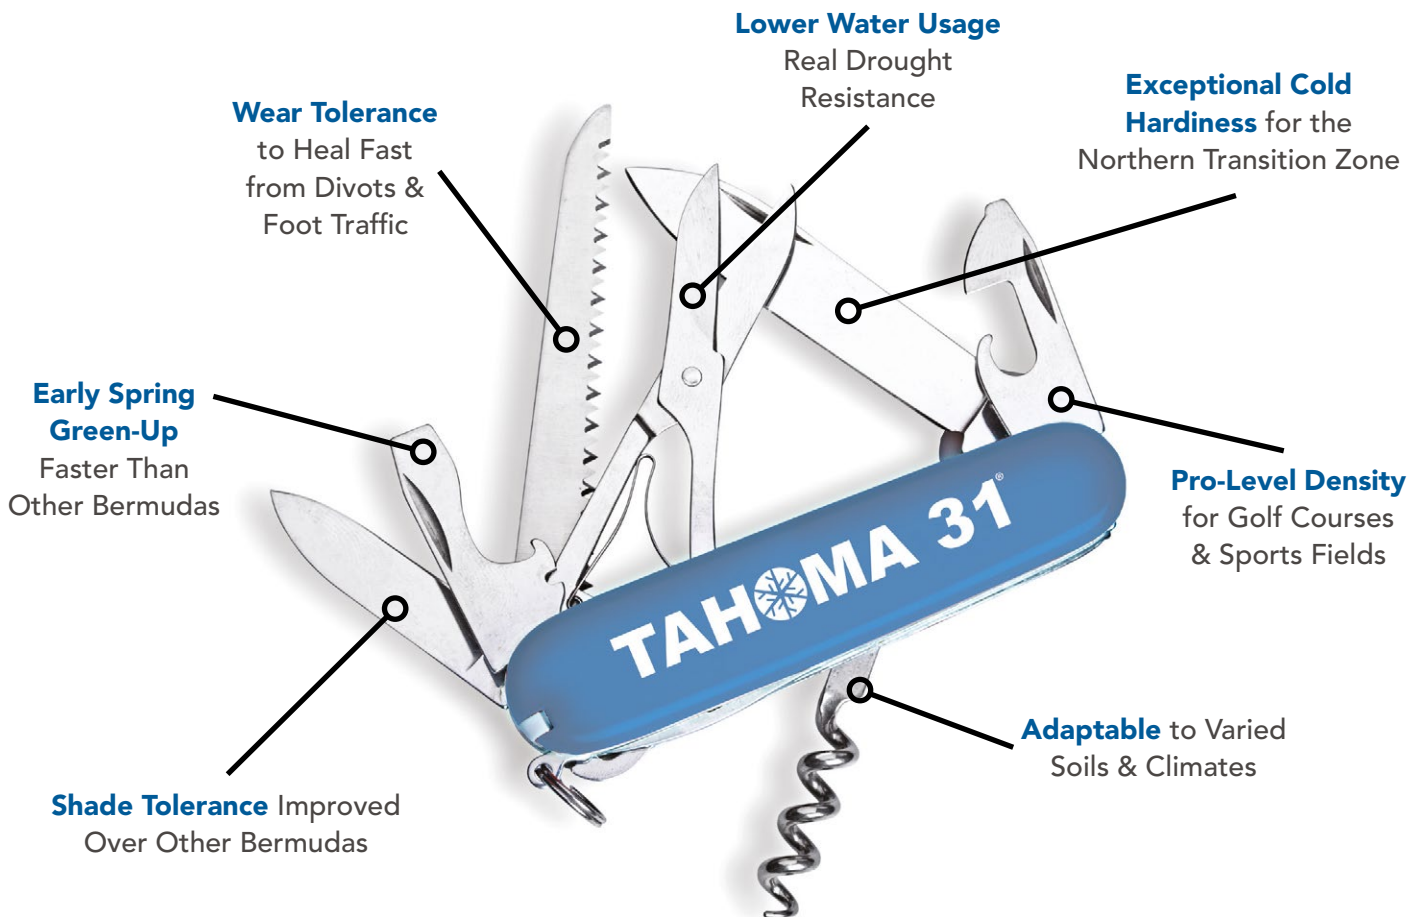 Lower Water Usage
Real Drought
Resistance
Exceptional Cold
Hardiness for the
Northern Transition Zone
Wear Tolerance
to Heal Fast
from Divots &
Foot Traffic
Early Spring
Green-Up
Faster Than
Other Bermudas
Pro-Level Density
for Golf Courses
& Sports Fields
TAHOMA 31®
Adaptable to Varied
Soils & Climates
Shade Tolerance Improved
Over Other Bermudas